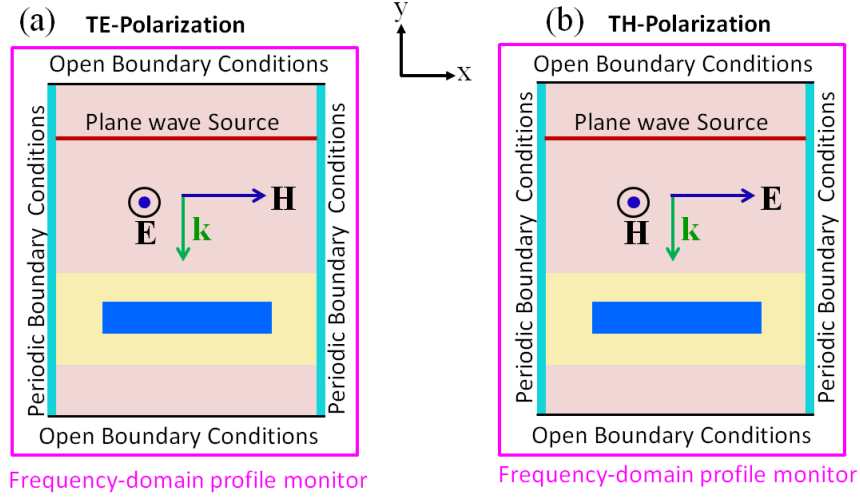 (a) TE-Polarization
Open Boundary Conditions
Plane wave Source
Periodic Boundary Conditions
Periodic Boundary Conditions
H
E
k
Open Boundary Conditions
Frequency-domain profile monitor
y
x
(b) TH-Polarization
Open Boundary Conditions
Plane wave Source
Periodic Boundary Conditions
Periodic Boundary Conditions
E
H
k
Open Boundary Conditions
Frequency-domain profile monitor